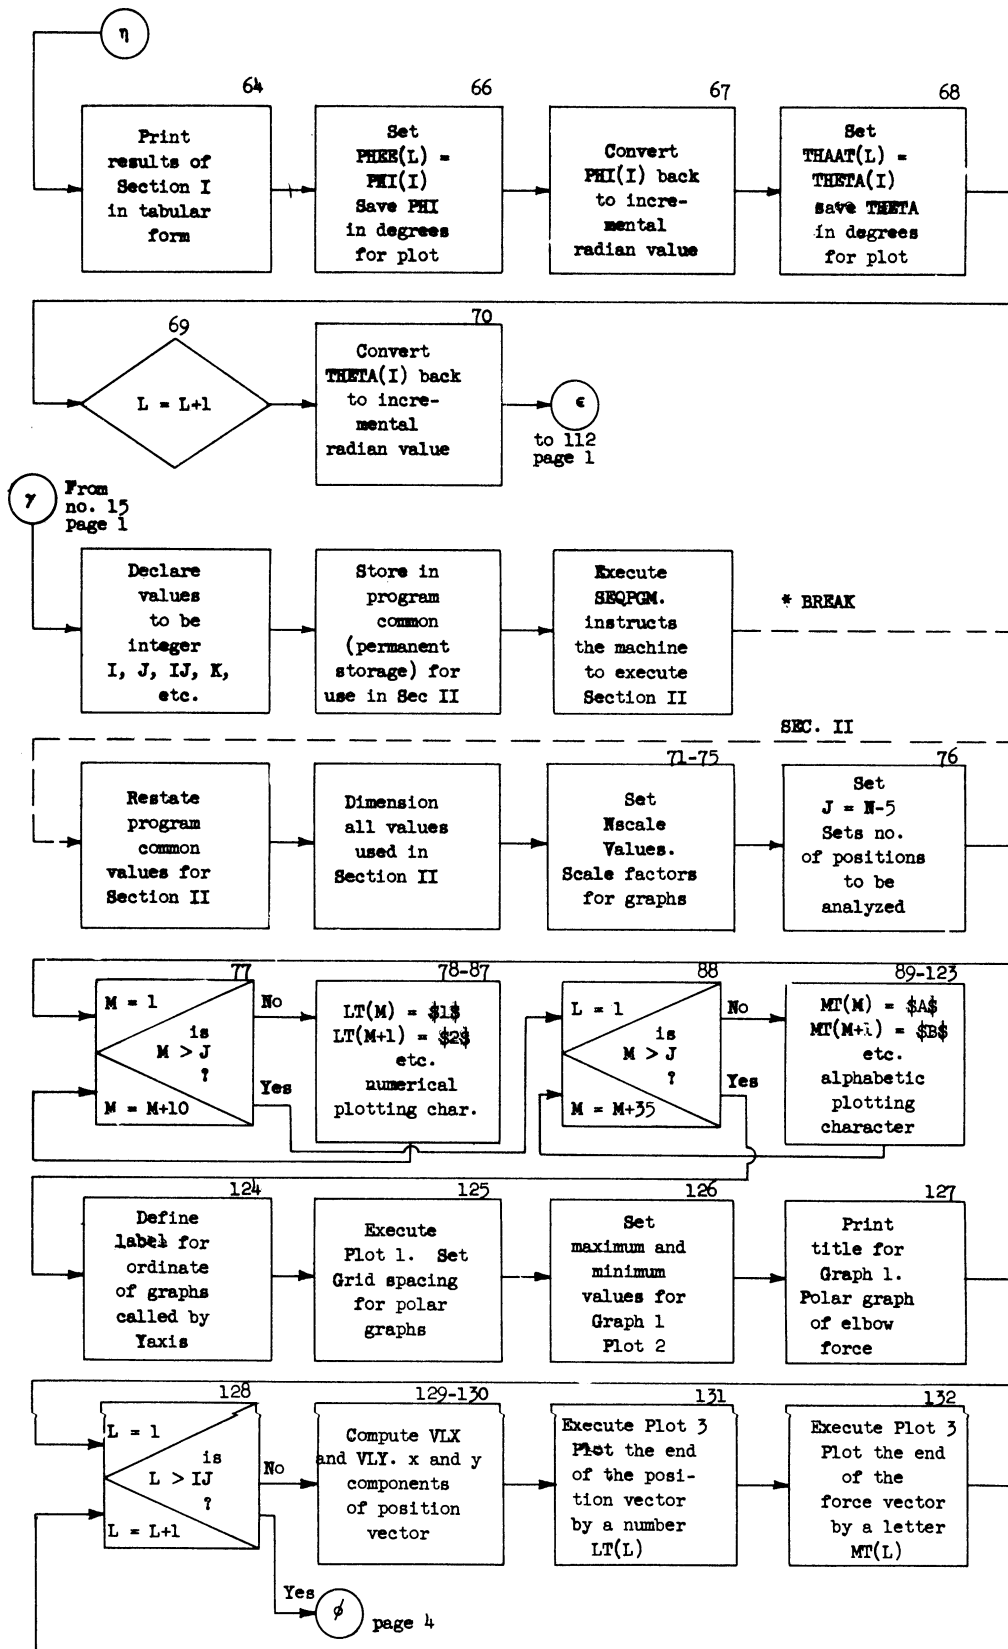 η
64
Print
results of
Section I
in tabular
form
66
Set
PHEE(L) =
PHI(I)
Save PHI
in degrees
for plot
67
Convert
PHI(I) back
to incre-
mental
radian value
68
Set
THAAT(L) =
THETA(I)
save THETA
in degrees
for plot
69
L = L+1
70
Convert
THETA(I) back
to incre-
mental
radian value
ϵ
to 112
page 1
γ
From
no. 15
page 1
Declare
values
to be
integer
I, J, IJ, K,
etc.
Store in
program
common
(permanent
storage) for
use in Sec II
Execute
SEQPGM.
instructs
the machine
to execute
Section II
* BREAK
SEC. II
Restate
program
common
values for
Section II
Dimension
all values
used in
Section II
71-75
Set
Nscale
Values.
Scale factors
for graphs
76
Set
J = N-5
Sets no.
of positions
to be
analyzed
77
M = 1
is
M > J
?
M = M+10
No
Yes
78-87
LT(M) = $1$
LT(M+1) = $2$
etc.
numerical
plotting char.
88
L = 1
is
M > J
?
M = M+35
No
Yes
89-123
MT(M) = $A$
MT(M+1) = $B$
etc.
alphabetic
plotting
character
124
Define
label for
ordinate
of graphs
called by
Yaxis
125
Execute
Plot 1. Set
Grid spacing
for polar
graphs
126
Set
maximum and
minimum
values for
Graph 1
Plot 2
127
Print
title for
Graph 1.
Polar graph
of elbow
force
128
L = 1
is
L > IJ
?
L = L+1
No
Yes
ϕ
page 4
129-130
Compute VLX
and VLY. x and y
components
of position
vector
131
Execute Plot 3
Plot the end
of the posi-
tion vector
by a number
LT(L)
132
Execute Plot 3
Plot the end
of the
force vector
by a letter
MT(L)